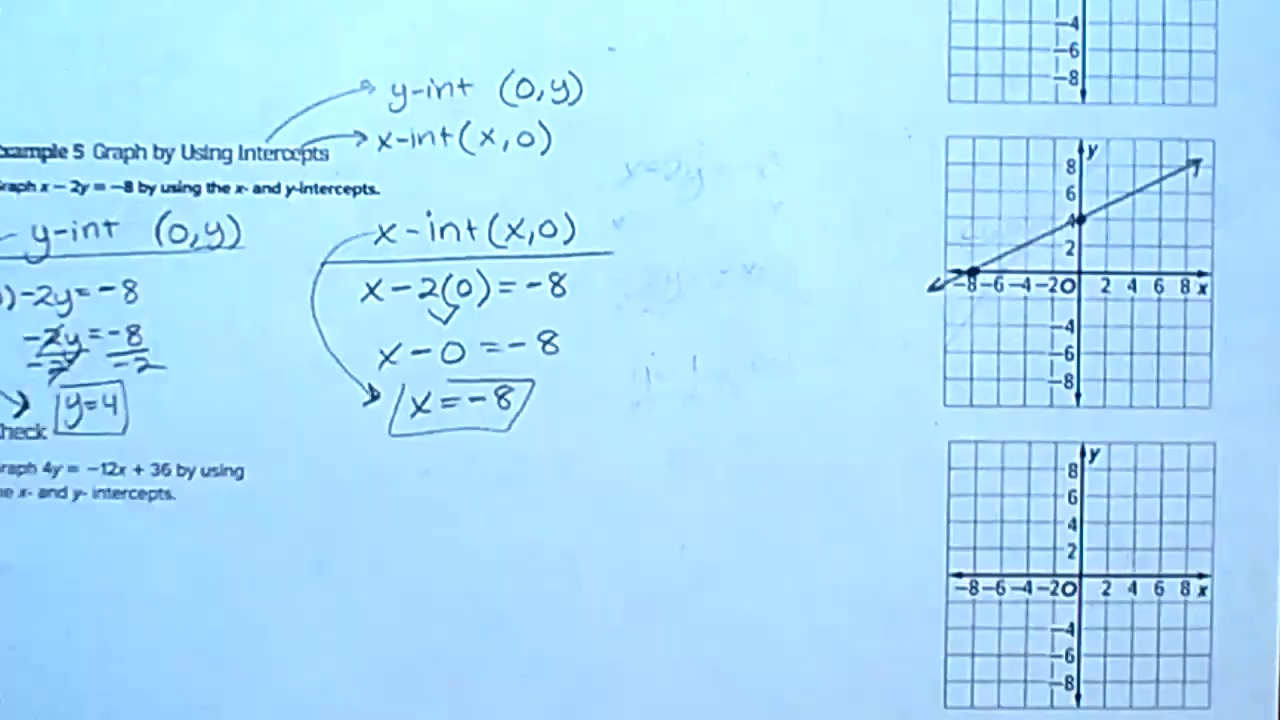 y-int (0,y)
x-int (x,0)
Example 5 Graph by Using Intercepts
Graph x − 2y = −8 by using the x- and y-intercepts.
y-int (0,y)
)-2y=-8
-2y=-8
-2 -2
y=4
x-int (x,0)
x-2(0)=-8
x-0=-8
x=-8
Check
Graph 4y = −12x + 36 by using
the x- and y- intercepts.
−4
−6
−8
y
8
6
4
2
−8 −6 −4 −2 O 2 4 6 8 x
−4
−6
−8
y
8
6
4
2
−8 −6 −4 −2 O 2 4 6 8 x
−4
−6
−8